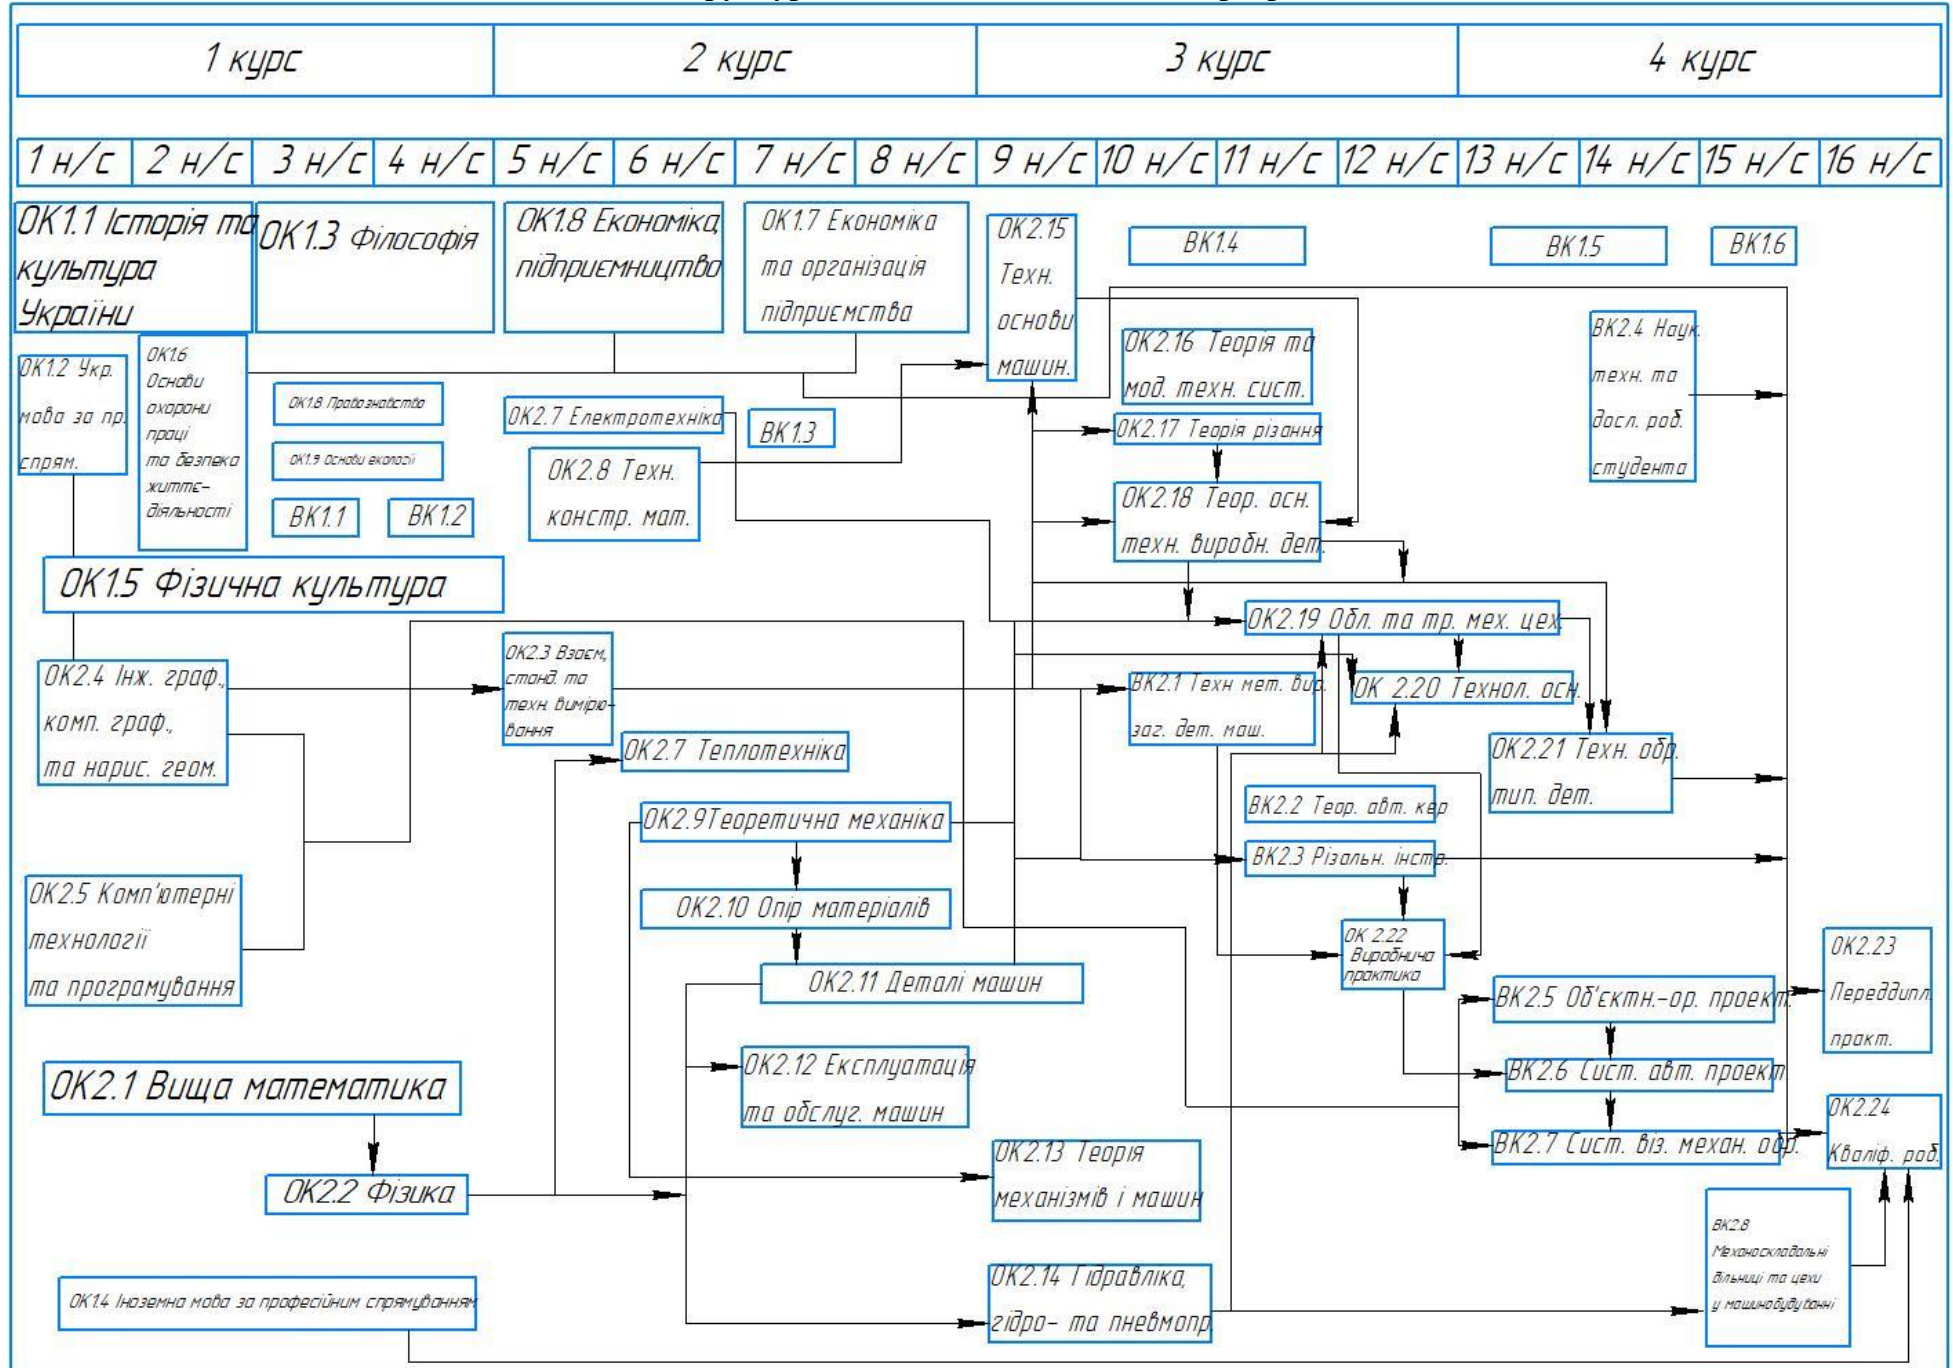 1 курс
2 курс
3 курс
4 курс
1 н/с
2 н/с
3 н/с
4 н/с
5 н/с
6 н/с
7 н/с
8 н/с
9 н/с
10 н/с
11 н/с
12 н/с
13 н/с
14 н/с
15 н/с
16 н/с
ОК1.1 Історія та
культура
України
ОК1.3 Філософія
ОК1.8 Економіка,
підприємництво
ОК1.7 Економіка
та організація
підприємства
ОК2.15
Техн.
основи
машин.
ВК1.4
ВК1.5
ВК1.6
ОК1.2 Укр.
мова за пр.
спрям.
ОК1.6
Основи
охорони
праці
та безпека
життє-
діяльності
ОК1.8 Правознавство
ОК1.9 Основи екології
ВК1.1
ВК1.2
ОК2.7 Електротехніка
ОК2.8 Техн.
констр. мат.
ВК1.3
ОК2.16 Теорія та
мод. техн. сист.
ОК2.17 Теорія різання
ОК2.18 Теор. осн.
техн. виробн. дет.
ВК2.4 Наук.
техн. та
досл. роб.
студента
ОК1.5 Фізична культура
ОК2.19 Обл. та тр. мех. цех.
ОК2.4 Інж. граф.,
комп. граф.,
та нарис. геом.
ОК2.3 Взаєм,
станд. та
техн. вимірю-
вання
ВК2.1 Техн мет. вир.
заг. дет. маш.
ОК 2.20 Технол. осн.
ОК2.7 Теплотехніка
ОК2.21 Техн. обр.
тип. дет.
ОК2.9Теоретична механіка
ВК2.2 Теор. авт. кер
ВК2.3 Різальн. інстр.
ОК2.5 Комп'ютерні
технології
та програмування
ОК2.10 Опір матеріалів
ОК 2.22
Виробнича
практика
ОК2.11 Деталі машин
ВК2.5 Об'єктн.-ор. проект.
ОК2.23
Переддипл.
практ.
ОК2.1 Вища математика
ОК2.12 Експлуатація
та обслуг. машин
ВК2.6 Сист. авт. проект
ОК2.2 Фізика
ОК2.13 Теорія
механізмів і машин
ВК2.7 Сист. віз. механ. обр.
ОК2.24
Кваліф. роб.
ОК1.4 Іноземна мова за професійним спрямуванням
ОК2.14 Гідравліка,
гідро- та пневмопр.
ВК2.8
Механоскладальні
дільниці та цехи
у машинобудуванні